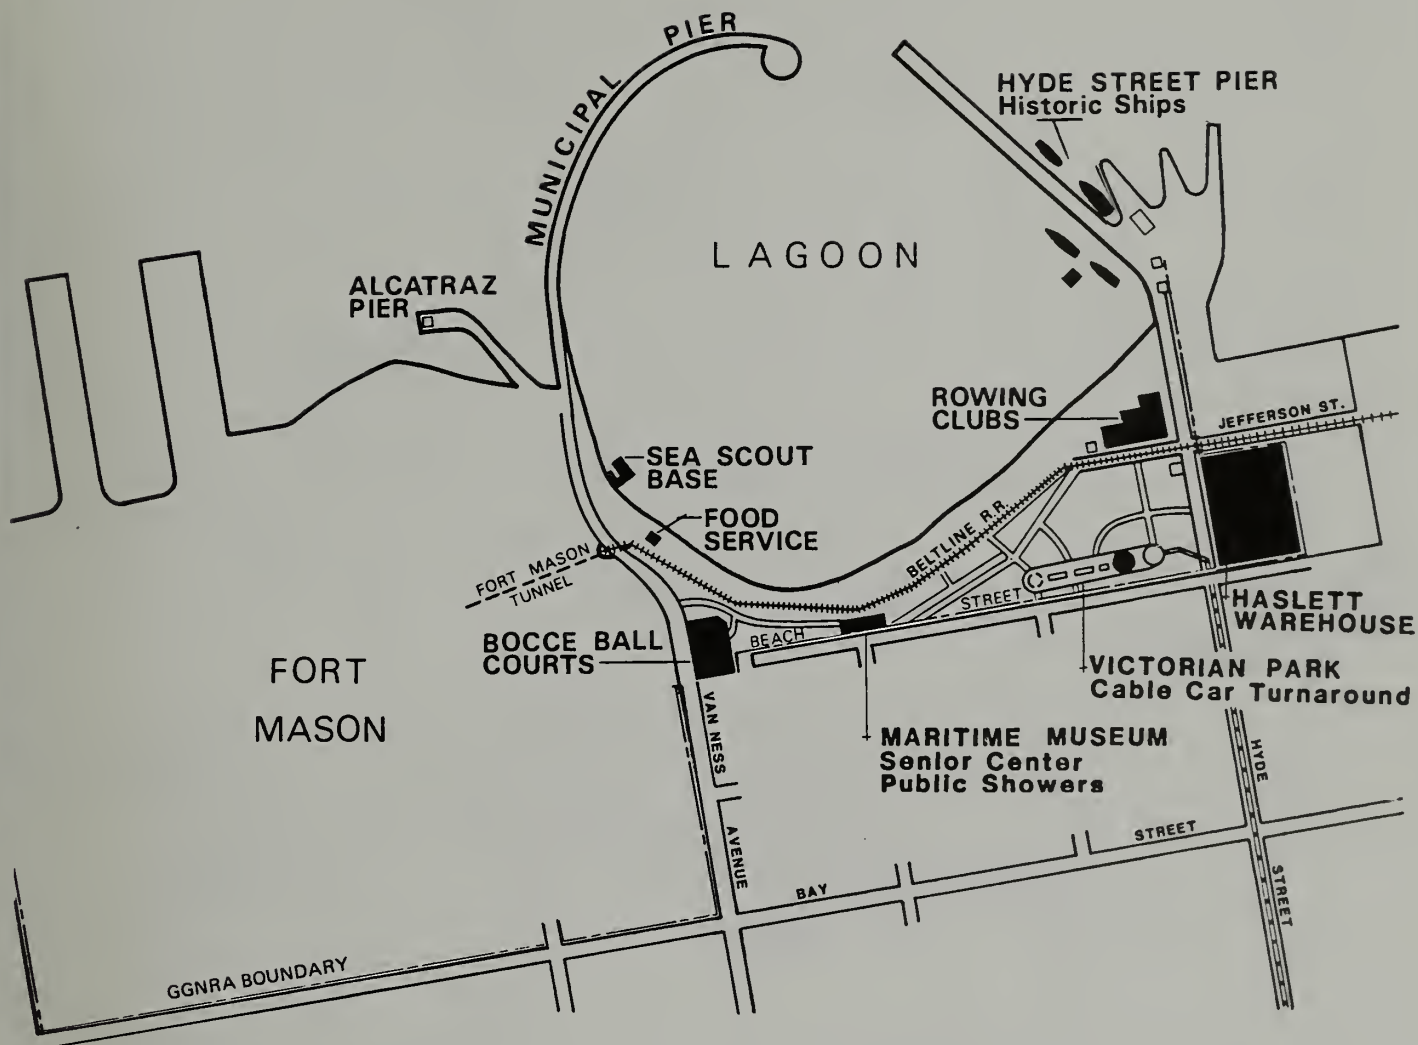 MUNICIPAL PIER
HYDE STREET PIER
Historic Ships
LAGOON
ALCATRAZ
PIER
ROWING
CLUBS
JEFFERSON ST.
SEA SCOUT
BASE
FOOD
SERVICE
BELTLINE R.R.
FORT MASON
TUNNEL
BEACH STREET
HASLETT
WAREHOUSE
BOCCE BALL
COURTS
FORT
MASON
VICTORIAN PARK
Cable Car Turnaround
VAN NESS AVENUE
MARITIME MUSEUM
Senior Center
Public Showers
HYDE STREET
BAY STREET
GGNRA BOUNDARY